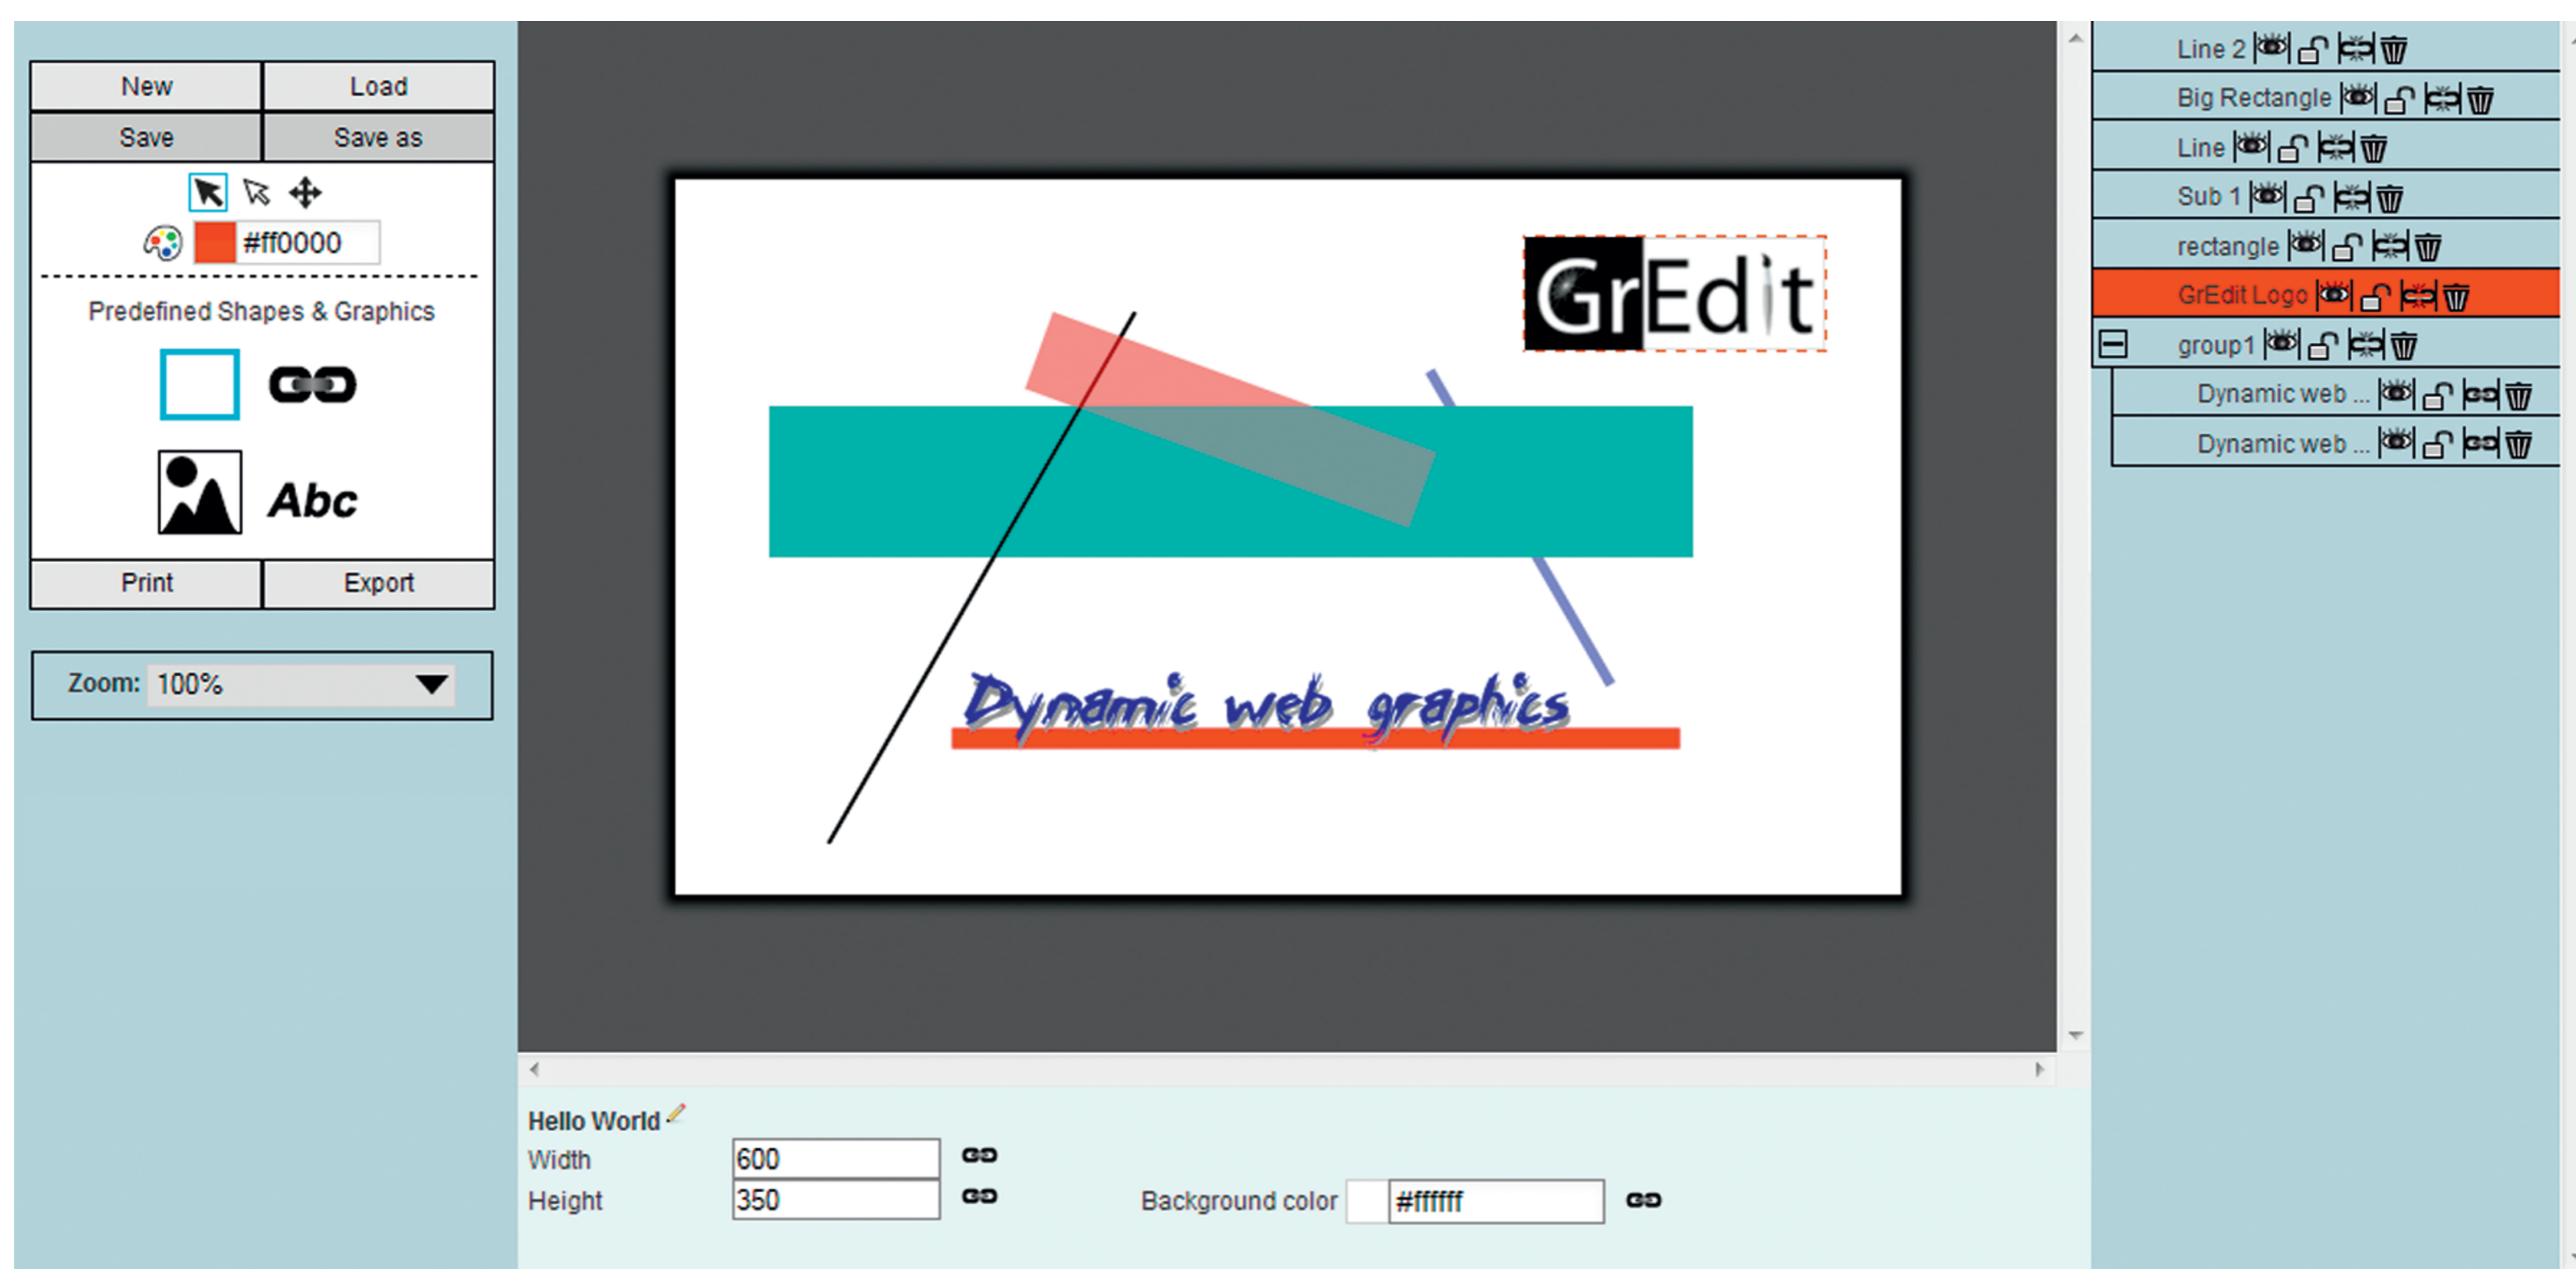 New Load
Save Save as
#ff0000
Predefined Shapes & Graphics
Abc
Print Export
Zoom: 100%
GrEdit
Dynamic web graphics
Hello World
Width 600
Height 350
Background color #ffffff
Line 2
Big Rectangle
Line
Sub 1
rectangle
GrEdit Logo
group1
Dynamic web ...
Dynamic web ...